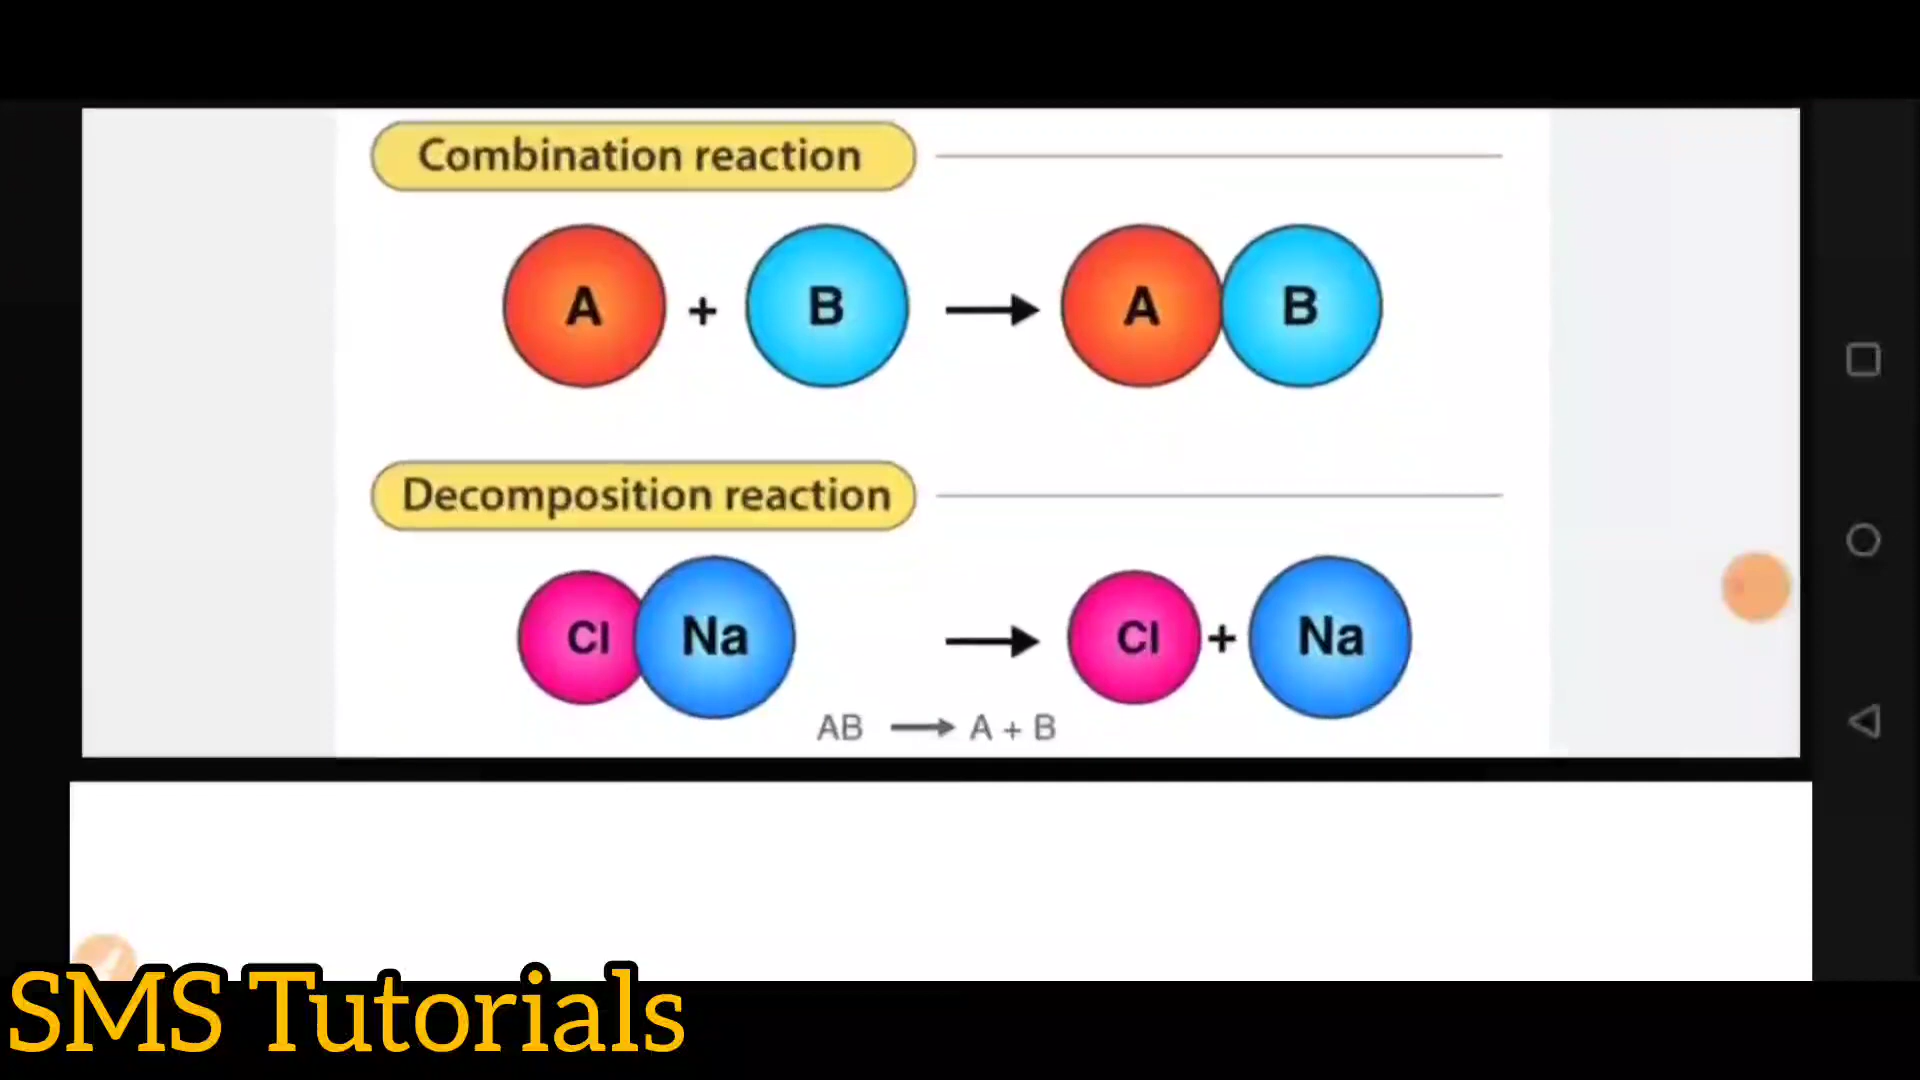 Combination reaction
A + B → A B
Decomposition reaction
Cl Na → Cl + Na
AB → A + B
SMS Tutorials